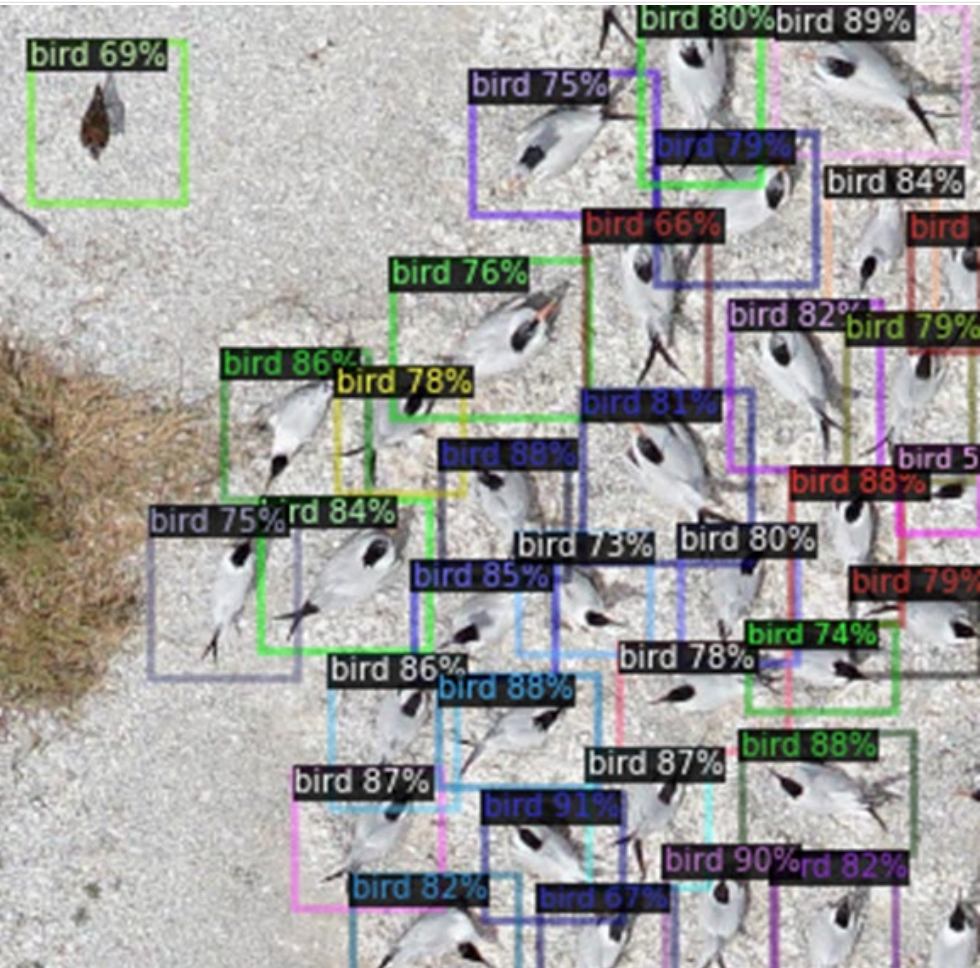 bird 80%
bird 89%
bird 69%
bird 75%
bird 79%
bird 84%
bird 66%
bird
bird 76%
bird 82%
bird 79%
bird 86%
bird 78%
bird 81%
bird 88%
bird 5
bird 88%
bird 75%
rd 84%
bird 73%
bird 80%
bird 85%
bird 79%
bird 74%
bird 78%
bird 86%
bird 88%
bird 88%
bird 87%
bird 87%
bird 91%
bird 90%
rd 82%
bird 82%
bird 67%